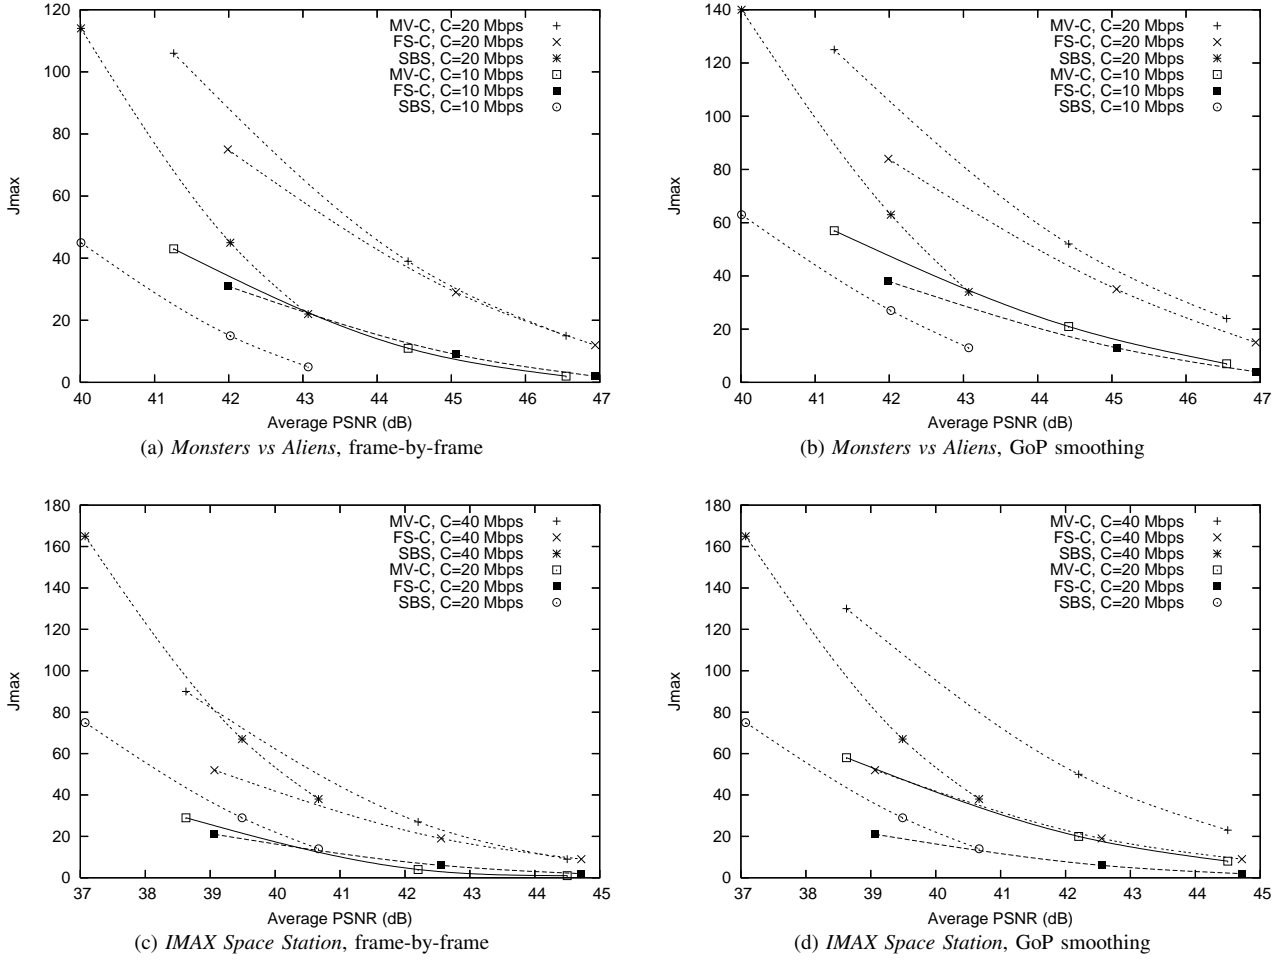 120
100
80
60
40
20
0
Jmax
40 41 42 43 44 45 46 47
Average PSNR (dB)
MV-C, C=20 Mbps
FS-C, C=20 Mbps
SBS, C=20 Mbps
MV-C, C=10 Mbps
FS-C, C=10 Mbps
SBS, C=10 Mbps
(a) Monsters vs Aliens, frame-by-frame
140
120
100
80
60
40
20
0
Jmax
40 41 42 43 44 45 46 47
Average PSNR (dB)
MV-C, C=20 Mbps
FS-C, C=20 Mbps
SBS, C=20 Mbps
MV-C, C=10 Mbps
FS-C, C=10 Mbps
SBS, C=10 Mbps
(b) Monsters vs Aliens, GoP smoothing
180
160
140
120
100
80
60
40
20
0
Jmax
37 38 39 40 41 42 43 44 45
Average PSNR (dB)
MV-C, C=40 Mbps
FS-C, C=40 Mbps
SBS, C=40 Mbps
MV-C, C=20 Mbps
FS-C, C=20 Mbps
SBS, C=20 Mbps
(c) IMAX Space Station, frame-by-frame
180
160
140
120
100
80
60
40
20
0
Jmax
37 38 39 40 41 42 43 44 45
Average PSNR (dB)
MV-C, C=40 Mbps
FS-C, C=40 Mbps
SBS, C=40 Mbps
MV-C, C=20 Mbps
FS-C, C=20 Mbps
SBS, C=20 Mbps
(d) IMAX Space Station, GoP smoothing